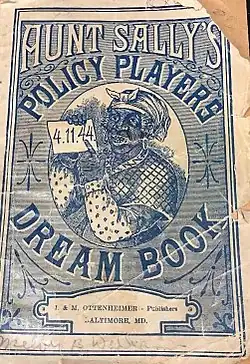 AUNT SALLY'S
POLICY PLAYERS
4.11.44
DREAM BOOK
I. & M. OTTENHEIMER - Publishers
BALTIMORE, MD.